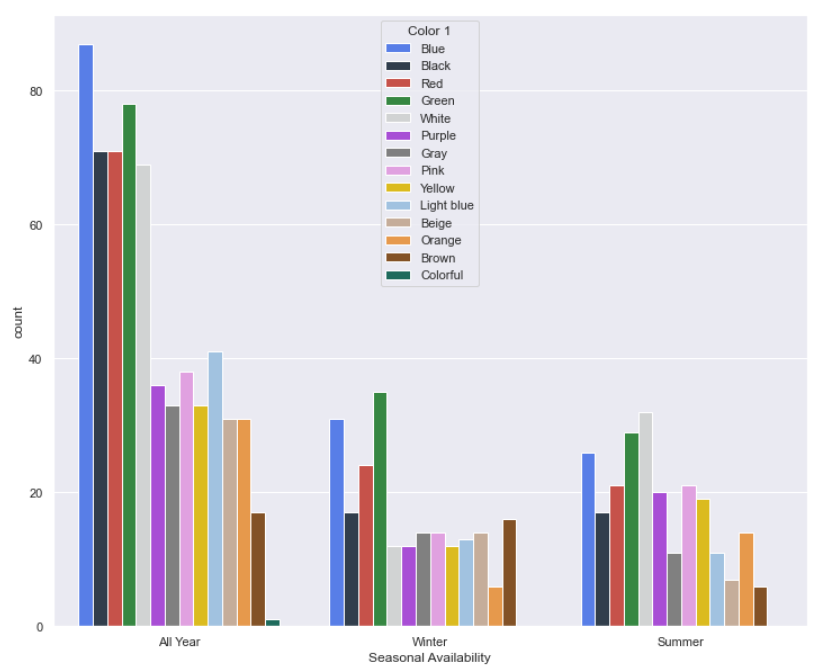 Color 1
Blue
Black
Red
Green
White
Purple
Gray
Pink
Yellow
Light blue
Beige
Orange
Brown
Colorful
count
80
60
40
20
0
All Year Winter Summer
Seasonal Availability